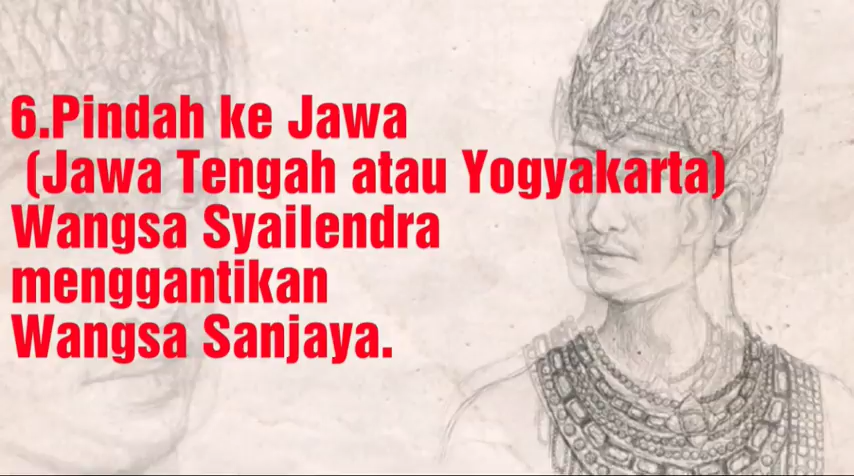 6.Pindah ke Jawa
(Jawa Tengah atau Yogyakarta)
Wangsa Syailendra
menggantikan
Wangsa Sanjaya.